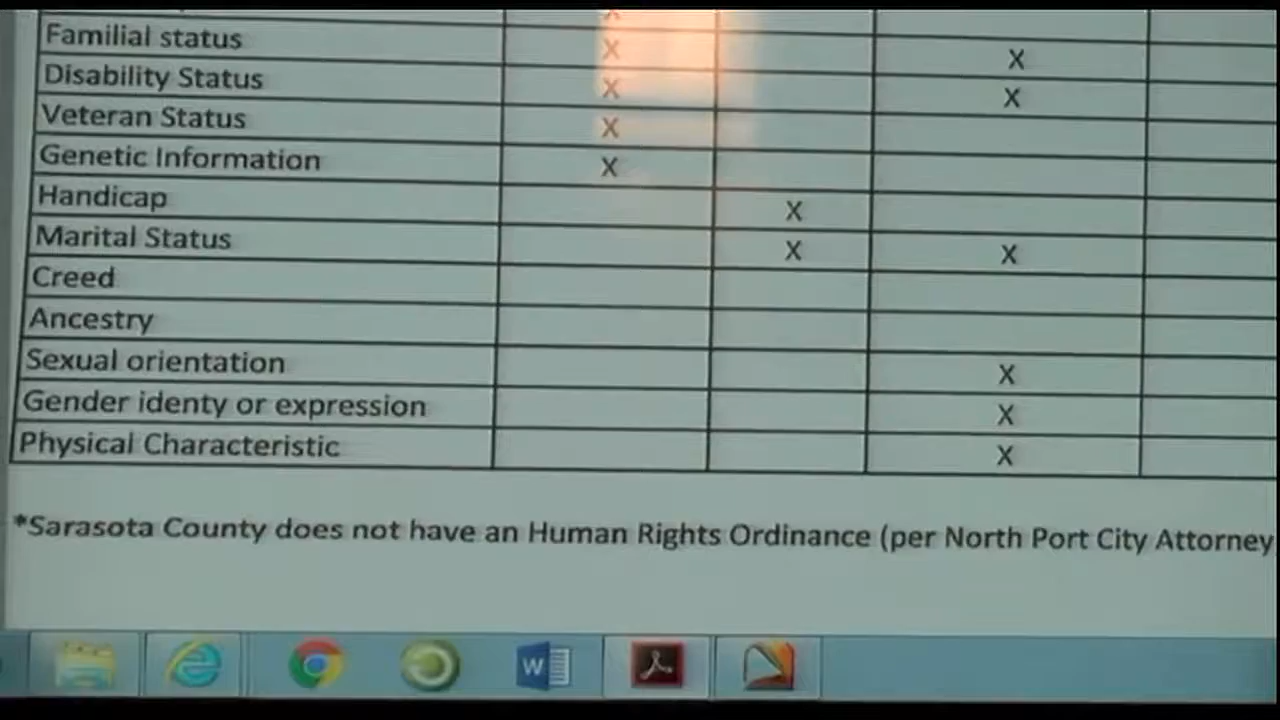 X
Familial status X X
Disability Status X X
Veteran Status X
Genetic Information X
Handicap X
Marital Status X X
Creed
Ancestry
Sexual orientation X
Gender identy or expression X
Physical Characteristic X
*Sarasota County does not have an Human Rights Ordinance (per North Port City Attorney
W